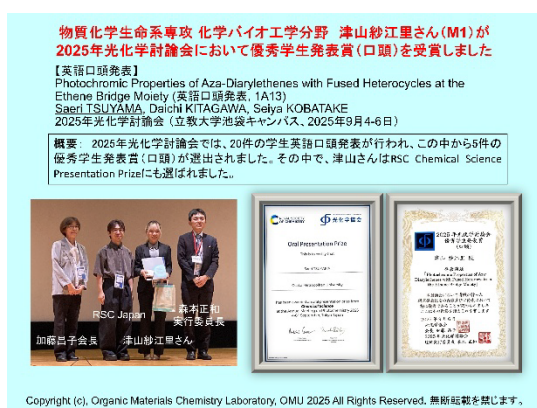 物質化学生命系専攻 化学バイオ工学分野 津山紗江里さん（M1）が
2025年光化学討論会において優秀学生発表賞（口頭）を受賞しました
【英語口頭発表】
Photochromic Properties of Aza-Diarylethenes with Fused Heterocycles at the
Ethene Bridge Moiety (英語口頭発表, 1A13)
Saeri TSUYAMA, Daichi KITAGAWA, Seiya KOBATAKE
2025年光化学討論会 （立教大学池袋キャンパス、2025年9月4-6日）
概要： 2025年光化学討論会では、20件の学生英語口頭発表が行われ、この中から5件の
優秀学生発表賞（口頭）が選出されました。その中で、津山さんはRSC Chemical Science
Presentation Prizeにも選ばれました。
RSC Japan
森本正和
実行委員長
加藤昌子会長
津山紗江里さん
光化学協会
Oral Presentation Prize
2025年光化学討論会
優秀学生発表賞
（口頭）
Copyright (c), Organic Materials Chemistry Laboratory, OMU 2025 All Rights Reserved. 無断転載を禁じます。